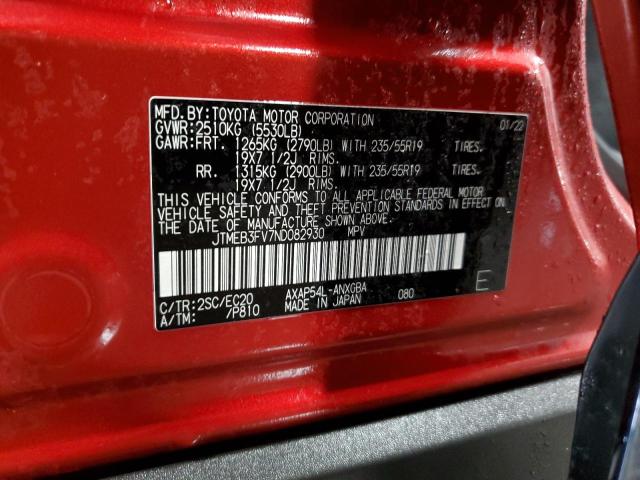 MFD.BY:TOYOTA MOTOR CORPORATION 01/22
GVWR:2510KG (5530LB)
GAWR:FRT. 1265KG (2790LB) WITH 235/55R19 TIRES.
19X7 1/2J RIMS.
RR. 1315KG (2900LB) WITH 235/55R19 TIRES.
19X7 1/2J RIMS.
THIS VEHICLE CONFORMS TO ALL APPLICABLE FEDERAL MOTOR
VEHICLE SAFETY AND THEFT PREVENTION STANDARDS IN EFFECT ON
THE DATE OF MANUFACTURE SHOWN ABOVE.
JTMEB3FV7ND082930 MPV
C/TR:2SC/EC20 AXAP54L-ANXGBA 080 E
A/TM: /P810 MADE IN JAPAN